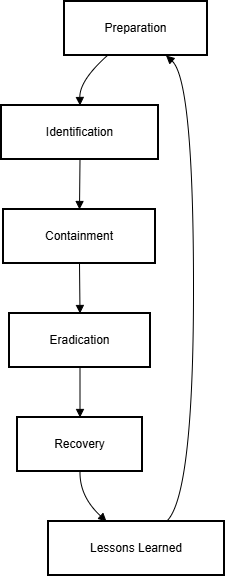 Preparation
Identification
Containment
Eradication
Recovery
Lessons Learned